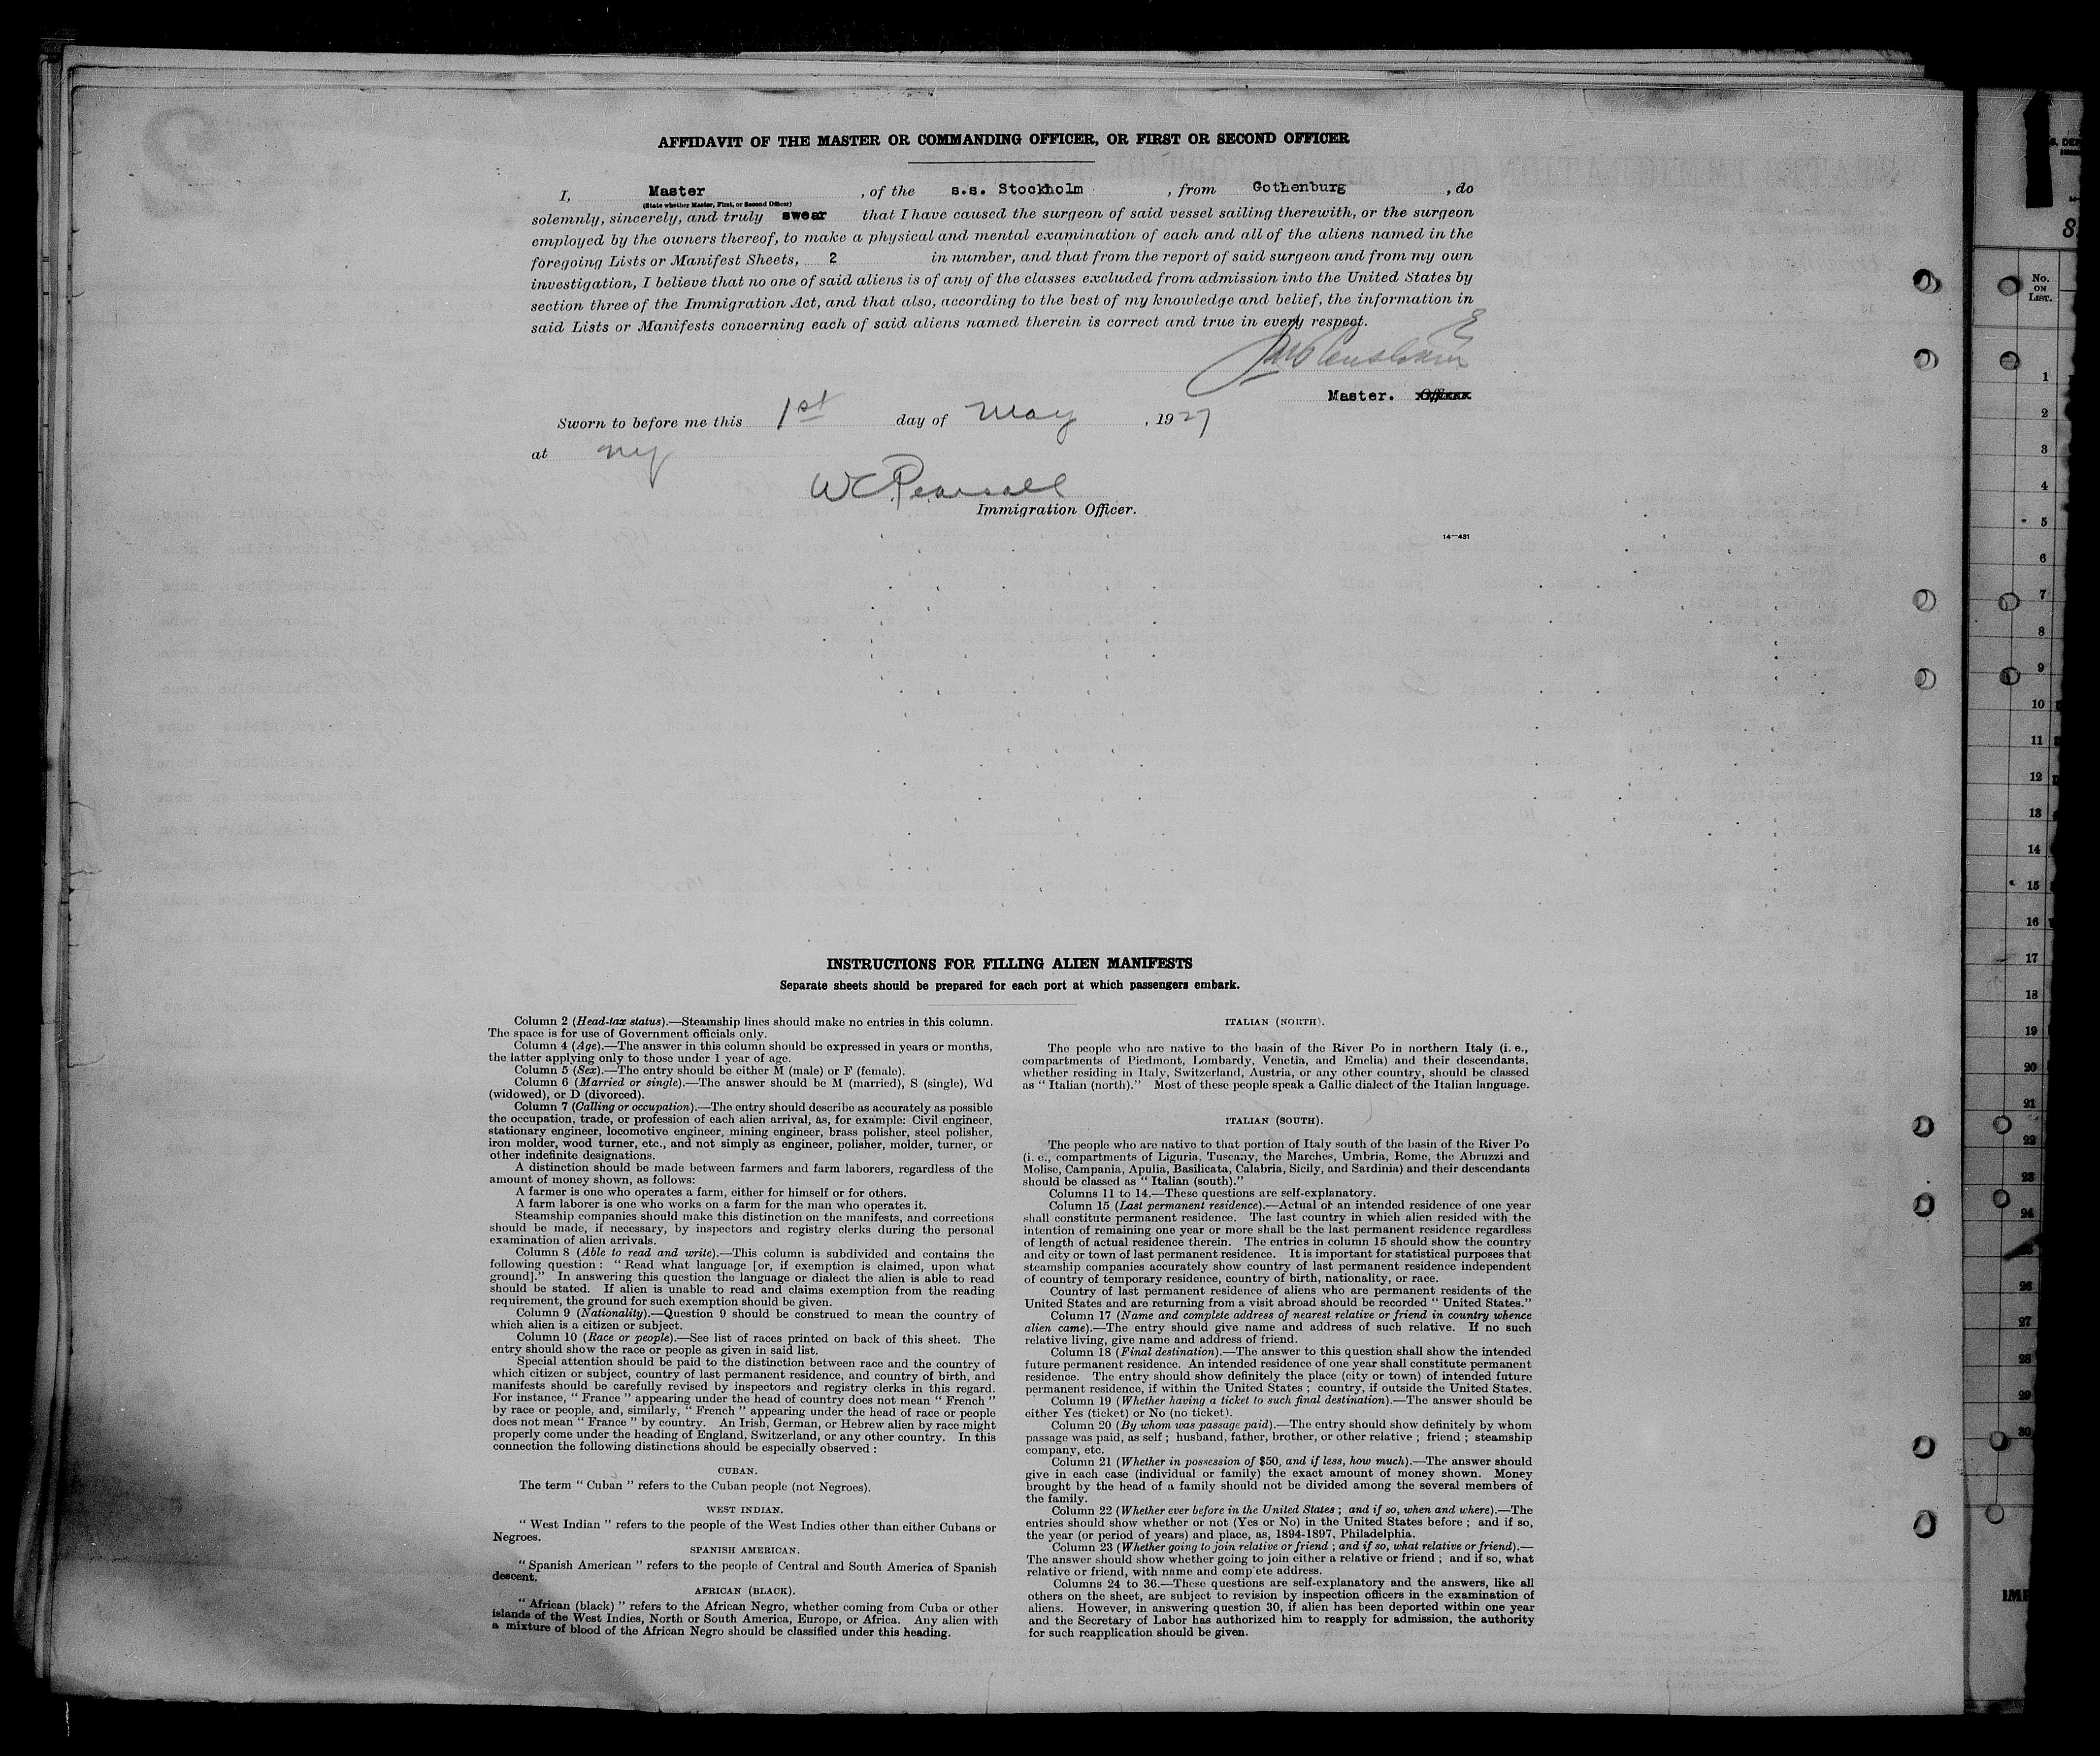 AFFIDAVIT OF THE MASTER OR COMMANDING OFFICER, OR FIRST OR SECOND OFFICER
I, Master, of the s.s. Stockholm, from Gothenburg, do
(State whether Master, First, or Second Officer)
solemnly, sincerely, and truly swear that I have caused the surgeon of said vessel sailing therewith, or the surgeon
employed by the owners thereof, to make a physical and mental examination of each and all of the aliens named in the
foregoing Lists or Manifest Sheets, 2 in number, and that from the report of said surgeon and from my own
investigation, I believe that no one of said aliens is of any of the classes excluded from admission into the United States by
section three of the Immigration Act, and that also, according to the best of my knowledge and belief, the information in
said Lists or Manifests concerning each of said aliens named therein is correct and true in every respect.
Master. Officer.
Sworn to before me this 1st day of May, 1927
at NY
WC Pearsall
Immigration Officer.
14—431
INSTRUCTIONS FOR FILLING ALIEN MANIFESTS
Separate sheets should be prepared for each port at which passengers embark.
Column 2 (Head-tax status).—Steamship lines should make no entries in this column.
The space is for use of Government officials only.
Column 4 (Age).—The answer in this column should be expressed in years or months,
the latter applying only to those under 1 year of age.
Column 5 (Sex).—The entry should be either M (male) or F (female).
Column 6 (Married or single).—The answer should be M (married), S (single), Wd
(widowed), or D (divorced).
Column 7 (Calling or occupation).—The entry should describe as accurately as possible
the occupation, trade, or profession of each alien arrival, as, for example: Civil engineer,
stationary engineer, locomotive engineer, mining engineer, brass polisher, steel polisher,
iron molder, wood turner, etc., and not simply as engineer, polisher, molder, turner, or
other indefinite designations.
A distinction should be made between farmers and farm laborers, regardless of the
amount of money shown, as follows:
A farmer is one who operates a farm, either for himself or for others.
A farm laborer is one who works on a farm for the man who operates it.
Steamship companies should make this distinction on the manifests, and corrections
should be made, if necessary, by inspectors and registry clerks during the personal
examination of alien arrivals.
Column 8 (Able to read and write).—This column is subdivided and contains the
following question: "Read what language [or, if exemption is claimed, upon what
ground]." In answering this question the language or dialect the alien is able to read
should be stated. If alien is unable to read and claims exemption from the reading
requirement, the ground for such exemption should be given.
Column 9 (Nationality).—Question 9 should be construed to mean the country of
which alien is a citizen or subject.
Column 10 (Race or people).—See list of races printed on back of this sheet. The
entry should show the race or people as given in said list.
Special attention should be paid to the distinction between race and the country of
which citizen or subject, country of last permanent residence, and country of birth, and
manifests should be carefully revised by inspectors and registry clerks in this regard.
For instance, "France" appearing under the head of country does not mean "French"
by race or people, and, similarly, "French" appearing under the head of race or people
does not mean "France" by country. An Irish, German, or Hebrew alien by race might
properly come under the heading of England, Switzerland, or any other country. In this
connection the following distinctions should be especially observed:
CUBAN.
The term "Cuban" refers to the Cuban people (not Negroes).
WEST INDIAN.
"West Indian" refers to the people of the West Indies other than either Cubans or
Negroes.
SPANISH AMERICAN.
"Spanish American" refers to the people of Central and South America of Spanish
descent.
AFRICAN (BLACK).
"African (black)" refers to the African Negro, whether coming from Cuba or other
islands of the West Indies, North or South America, Europe, or Africa. Any alien with
a mixture of blood of the African Negro should be classified under this heading.
ITALIAN (NORTH).
The people who are native to the basin of the River Po in northern Italy (i. e.,
compartments of Piedmont, Lombardy, Venetia, and Emelia) and their descendants,
whether residing in Italy, Switzerland, Austria, or any other country, should be classed
as "Italian (north)." Most of these people speak a Gallic dialect of the Italian language.
ITALIAN (SOUTH).
The people who are native to that portion of Italy south of the basin of the River Po
(i. e., compartments of Liguria, Tuscany, the Marches, Umbria, Rome, the Abruzzi and
Molise, Campania, Apulia, Basilicata, Calabria, Sicily, and Sardinia) and their descendants
should be classed as "Italian (south)."
Columns 11 to 14.—These questions are self-explanatory.
Column 15 (Last permanent residence).—Actual or an intended residence of one year
shall constitute permanent residence. The last country in which alien resided with the
intention of remaining one year or more shall be the last permanent residence regardless
of length of actual residence therein. The entries in column 15 should show the country
and city or town of last permanent residence. It is important for statistical purposes that
steamship companies accurately show country of last permanent residence independent
of country of temporary residence, country of birth, nationality, or race.
Country of last permanent residence of aliens who are permanent residents of the
United States and are returning from a visit abroad should be recorded "United States."
Column 17 (Name and complete address of nearest relative or friend in country whence
alien came).—The entry should give name and address of such relative. If no such
relative living, give name and address of friend.
Column 18 (Final destination).—The answer to this question shall show the intended
future permanent residence. An intended residence of one year shall constitute permanent
residence. The entry should show definitely the place (city or town) of intended future
permanent residence, if within the United States; country, if outside the United States.
Column 19 (Whether having a ticket to such final destination).—The answer should be
either Yes (ticket) or No (no ticket).
Column 20 (By whom was passage paid).—The entry should show definitely by whom
passage was paid, as self; husband, father, brother, or other relative; friend; steamship
company, etc.
Column 21 (Whether in possession of $50, and if less, how much).—The answer should
give in each case (individual or family) the exact amount of money shown. Money
brought by the head of a family should not be divided among the several members of
the family.
Column 22 (Whether ever before in the United States; and if so, when and where).—The
entries should show whether or not (Yes or No) in the United States before; and if so,
the year (or period of years) and place, as, 1894-1897, Philadelphia.
Column 23 (Whether going to join relative or friend; and if so, what relative or friend).—
The answer should show whether going to join either a relative or friend; and if so, what
relative or friend, with name and complete address.
Columns 24 to 36.—These questions are self-explanatory and the answers, like all
others on the sheet, are subject to revision by inspection officers in the examination of
aliens. However, in answering question 30, if alien has been deported within one year
and the Secretary of Labor has authorized him to reapply for admission, the authority
for such reapplication should be given.
No.
ON
LIST.
1
2
3
4
5
6
7
8
9
10
11
12
13
14
15
16
17
18
19
20
21
22
23
24
26
27
28
29
30